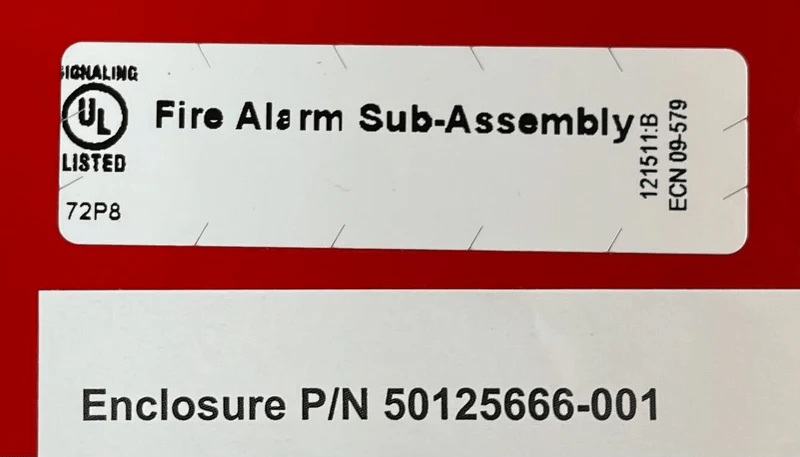 SIGNALING
UL
LISTED
72P8
Fire Alarm Sub-Assembly
121511:B
ECN 09-579
Enclosure P/N 50125666-001